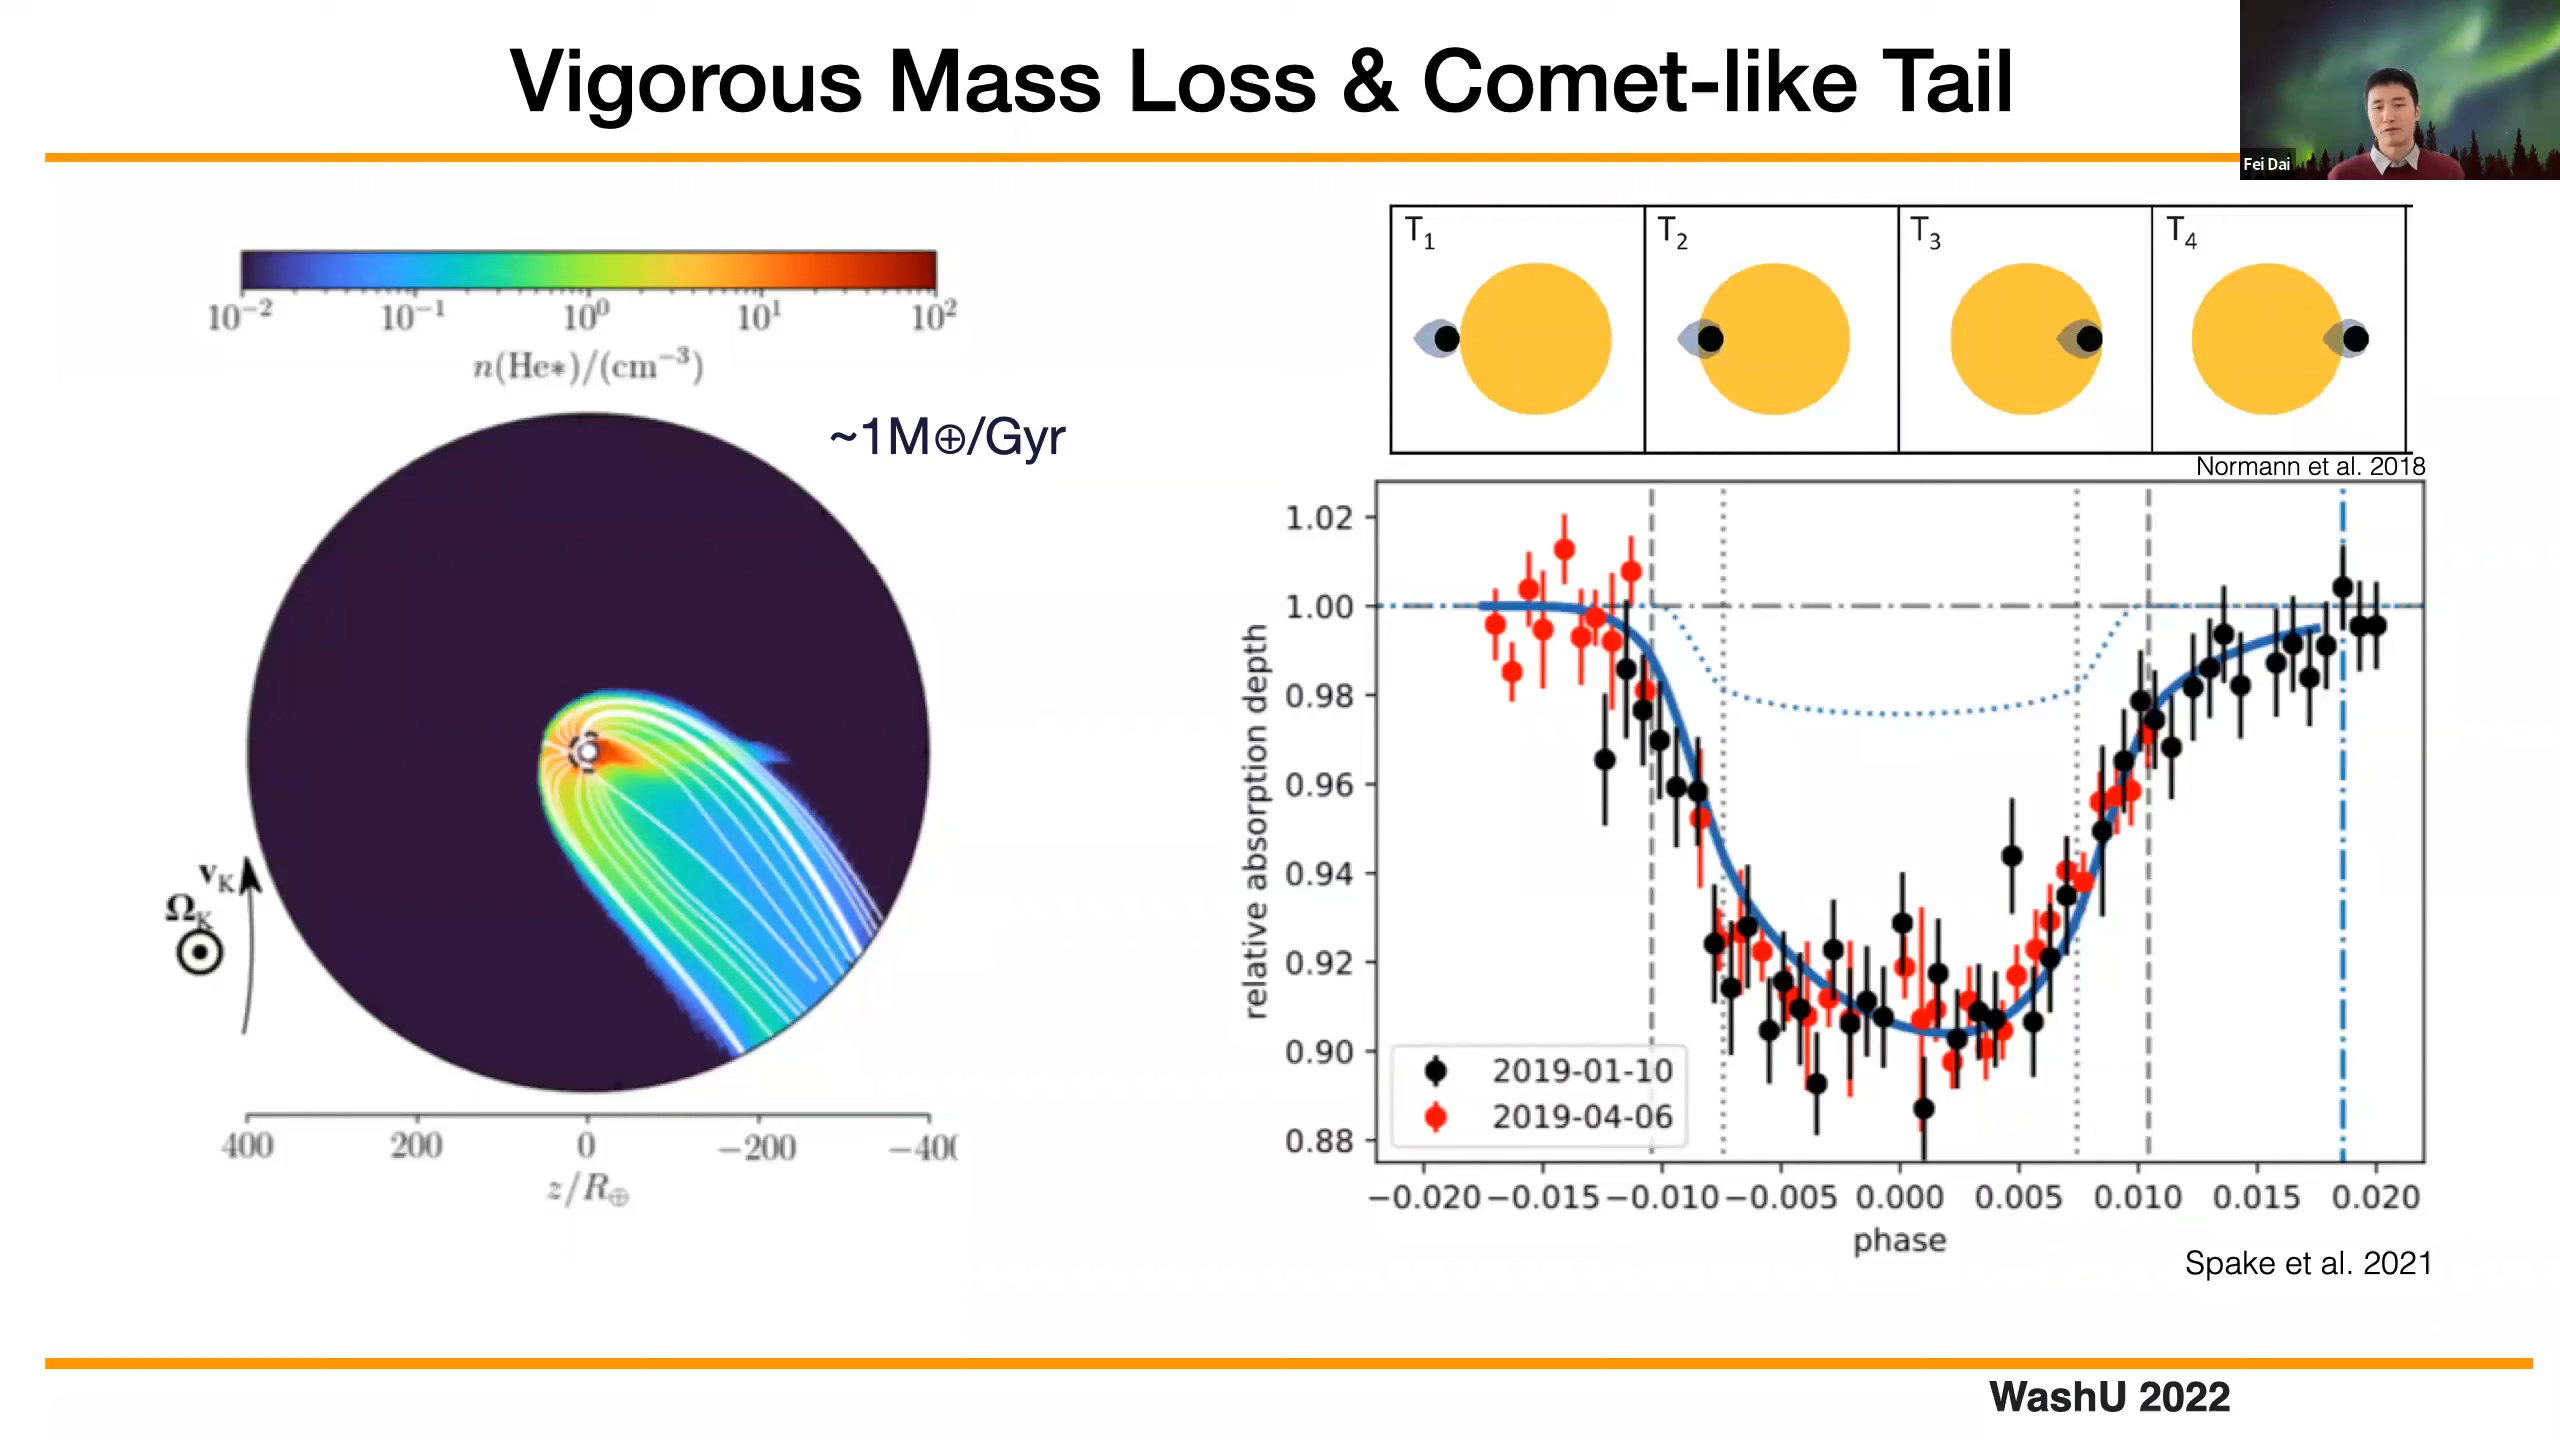 Vigorous Mass Loss & Comet-like Tail
Fei Dai
10⁻² 10⁻¹ 10⁰ 10¹ 10²
n(He*)/(cm⁻³)
~1M⊕/Gyr
v_K
Ω_K
400 200 0 −200 −400
z/R⊕
T₁ T₂ T₃ T₄
Normann et al. 2018
1.02
1.00
0.98
0.96
0.94
0.92
0.90
0.88
relative absorption depth
2019-01-10
2019-04-06
−0.020 −0.015 −0.010 −0.005 0.000 0.005 0.010 0.015 0.020
phase
Spake et al. 2021
WashU 2022